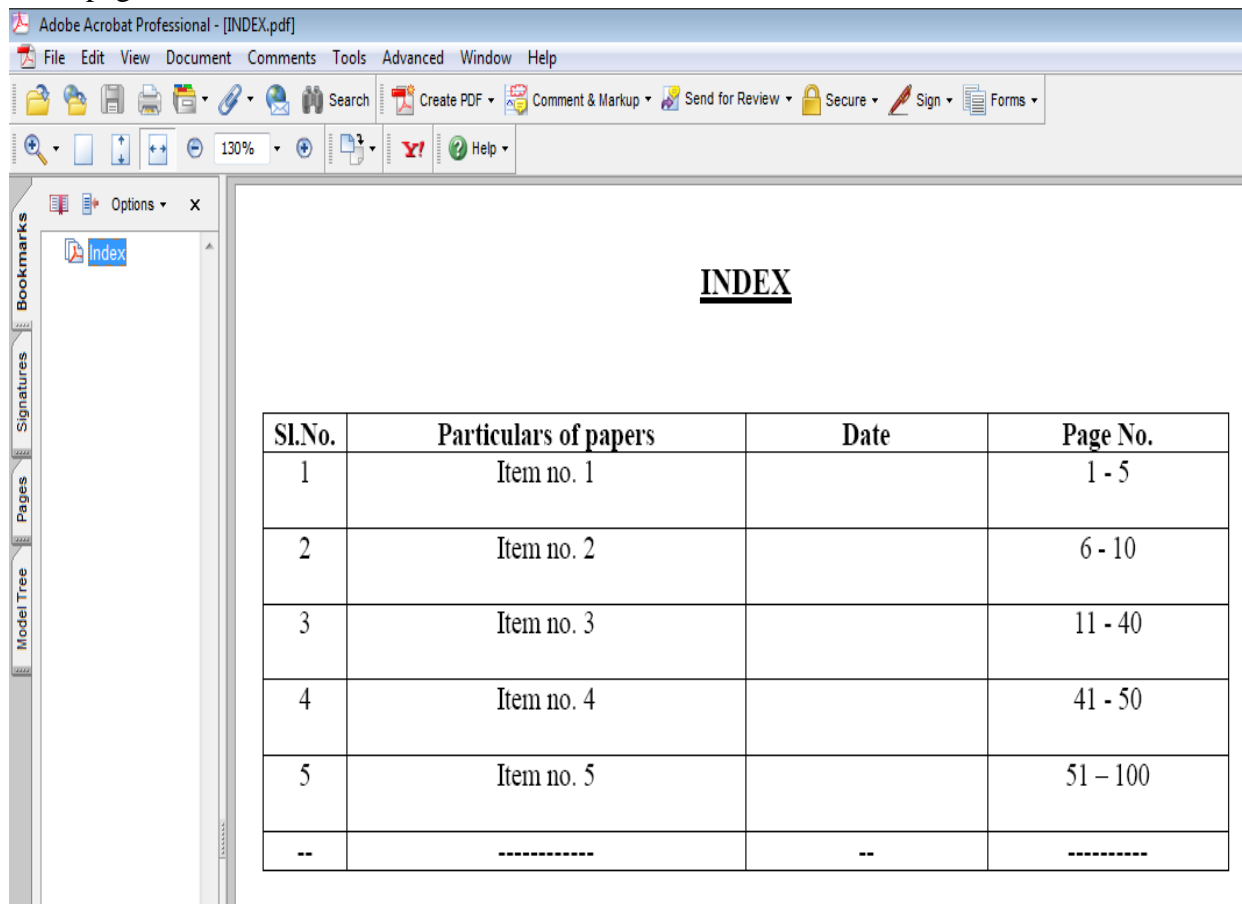 Adobe Acrobat Professional - [INDEX.pdf]
File Edit View Document Comments Tools Advanced Window Help
Search Create PDF Comment & Markup Send for Review Secure Sign Forms
130% Y! Help
Options x
Bookmarks
Index
Signatures
Pages
Model Tree
INDEX
Sl.No. Particulars of papers Date Page No.
1 Item no. 1 1 - 5
2 Item no. 2 6 - 10
3 Item no. 3 11 - 40
4 Item no. 4 41 - 50
5 Item no. 5 51 – 100
-- ------------ -- ----------